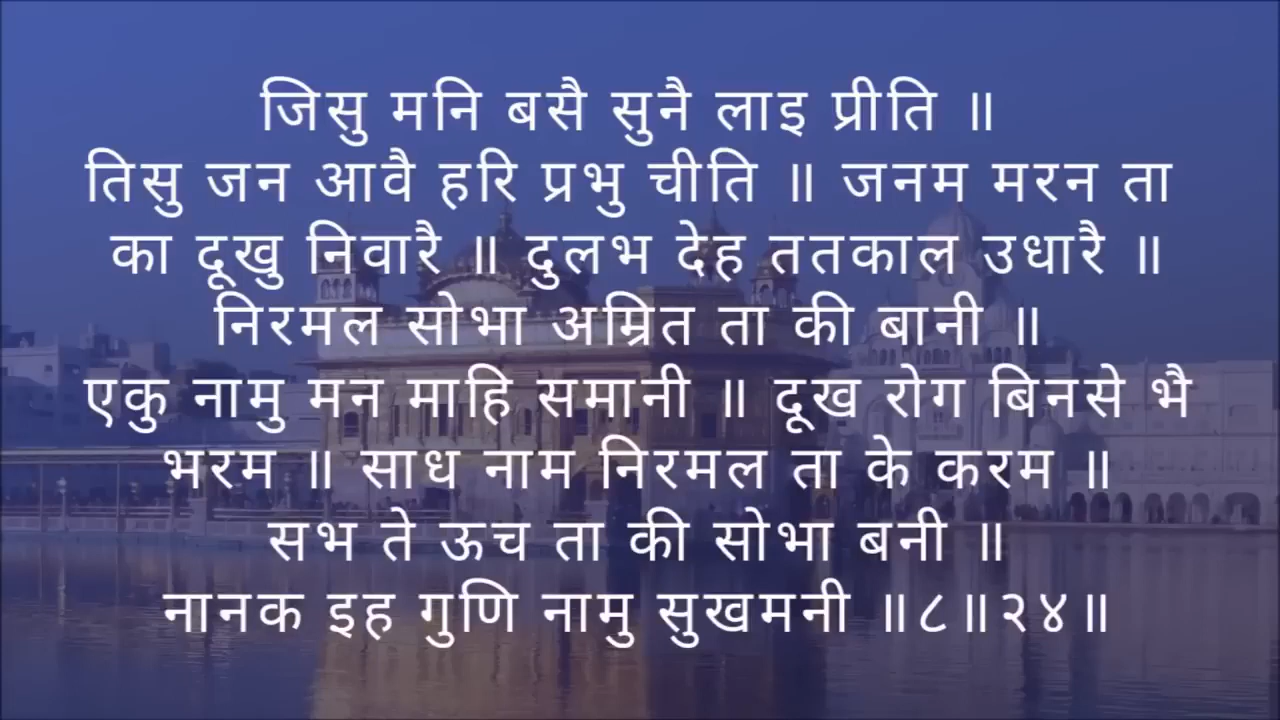 जिसु मनि बसै सुनै लाइ प्रीति ॥
तिसु जन आवै हरि प्रभु चीति ॥ जनम मरन ता
का दूखु निवारै ॥ दुलभ देह ततकाल उधारै ॥
निरमल सोभा अम्रित ता की बानी ॥
एकु नामु मन माहि समानी ॥ दूख रोग बिनसे भै
भरम ॥ साध नाम निरमल ता के करम ॥
सभ ते ऊच ता की सोभा बनी ॥
नानक इह गुणि नामु सुखमनी ॥८॥२४॥